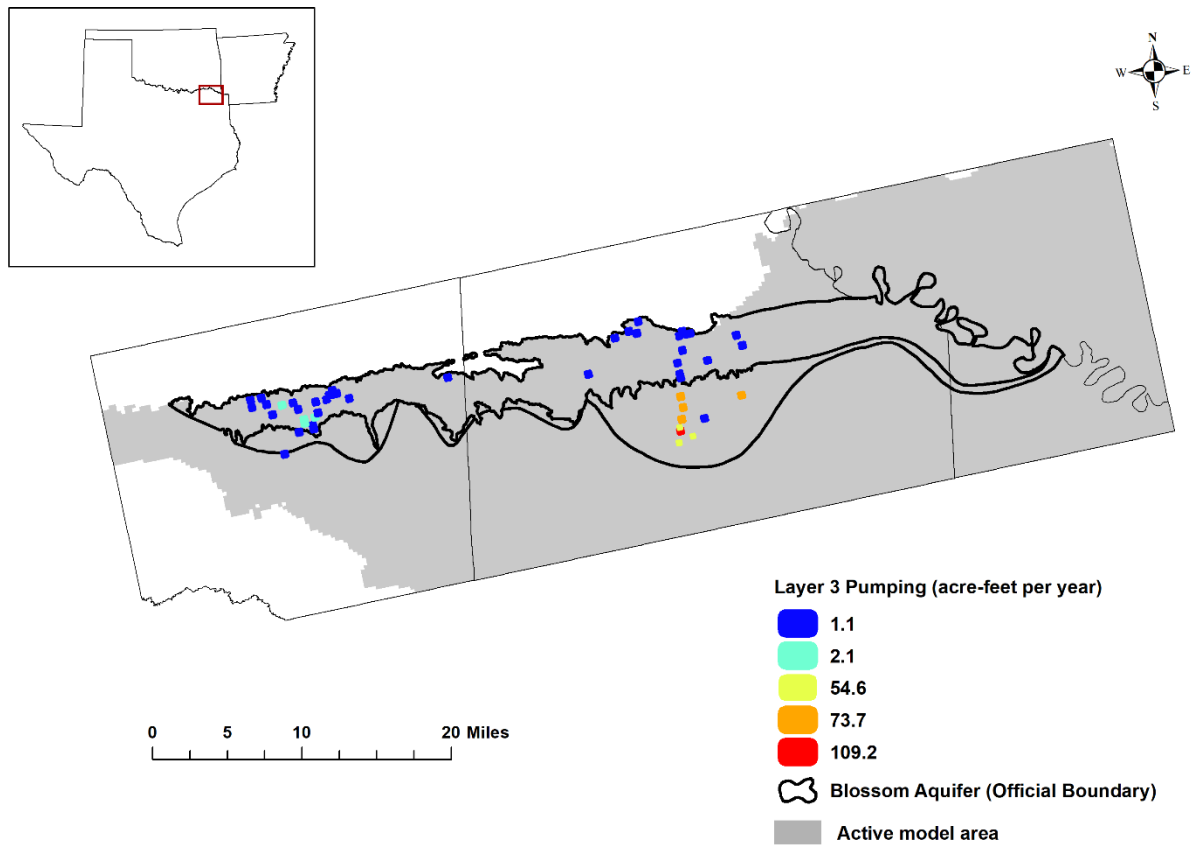 N
W E
S
Layer 3 Pumping (acre-feet per year)
1.1
2.1
54.6
73.7
109.2
Blossom Aquifer (Official Boundary)
Active model area
0 5 10 20 Miles